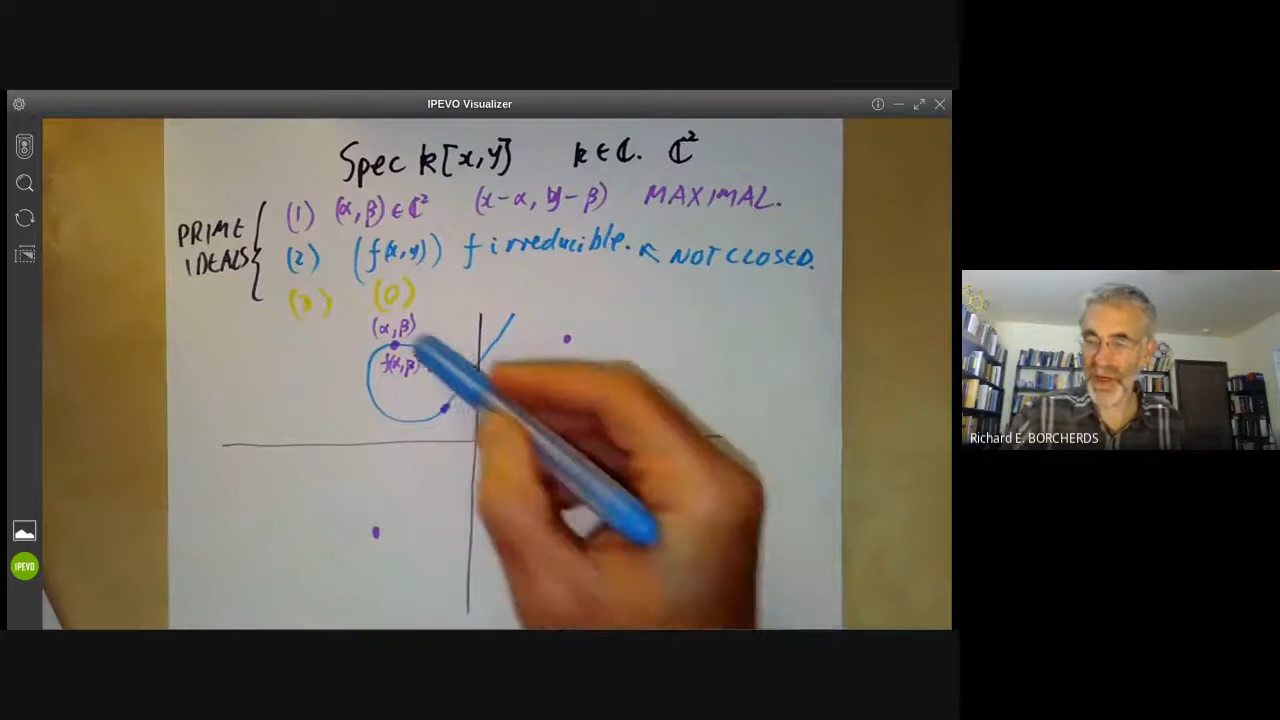 IPEVO Visualizer
Spec k[x,y] k∈ℂ. ℂ²
PRIME IDEALS
(1) (α,β)∈ℂ² (x-α, y-β) MAXIMAL.
(2) (f(x,y)) f irreducible. ↖ NOT CLOSED.
(3) (0)
(α,β)
f(α,β)
Richard E. BORCHERDS
IPEVO